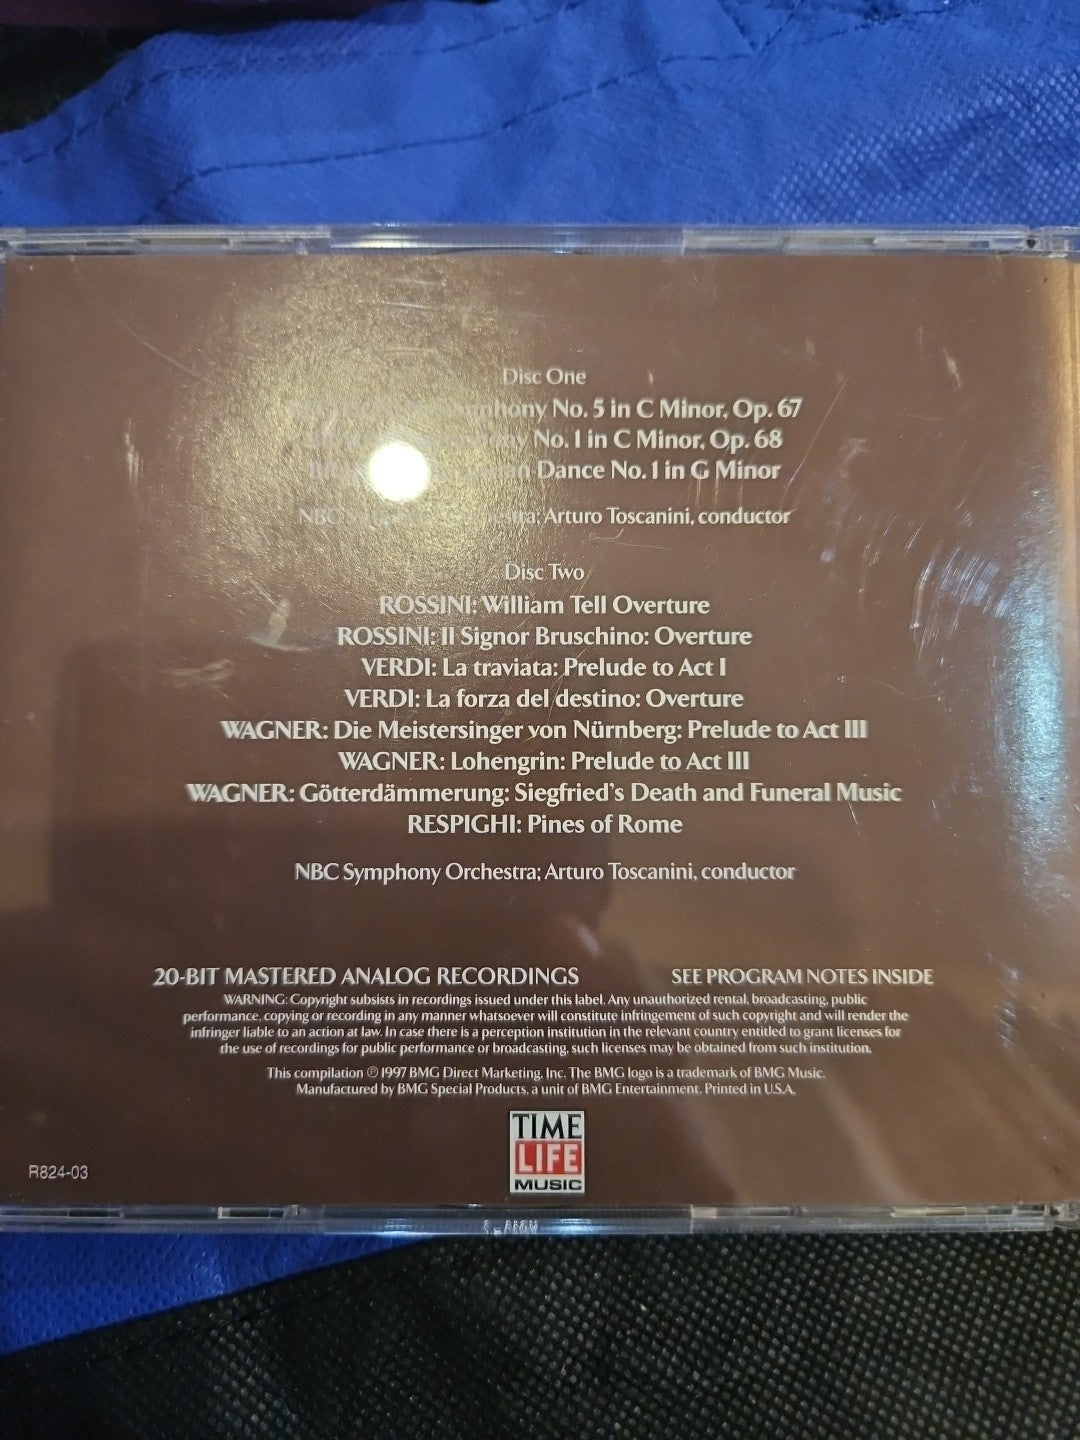 Disc One
Symphony No. 5 in C Minor, Op. 67
No. 1 in C Minor, Op. 68
Dance No. 1 in G Minor
NBC Arturo Toscanini, conductor
Disc Two
ROSSINI: William Tell Overture
ROSSINI: Il Signor Bruschino: Overture
VERDI: La traviata: Prelude to Act I
VERDI: La forza del destino: Overture
WAGNER: Die Meistersinger von Nürnberg: Prelude to Act III
WAGNER: Lohengrin: Prelude to Act III
WAGNER: Götterdämmerung: Siegfried's Death and Funeral Music
RESPIGHI: Pines of Rome
NBC Symphony Orchestra; Arturo Toscanini, conductor
20-BIT MASTERED ANALOG RECORDINGS SEE PROGRAM NOTES INSIDE
WARNING: Copyright subsists in recordings issued under this label. Any unauthorized rental, broadcasting, public
performance, copying or recording in any manner whatsoever will constitute infringement of such copyright and will render the
infringer liable to an action at law. In case there is a perception institution in the relevant country entitled to grant licenses for
the use of recordings for public performance or broadcasting, such licenses may be obtained from such institution.
This compilation ℗ 1997 BMG Direct Marketing, Inc. The BMG logo is a trademark of BMG Music.
Manufactured by BMG Special Products, a unit of BMG Entertainment. Printed in U.S.A.
TIME
LIFE
MUSIC
R824-03